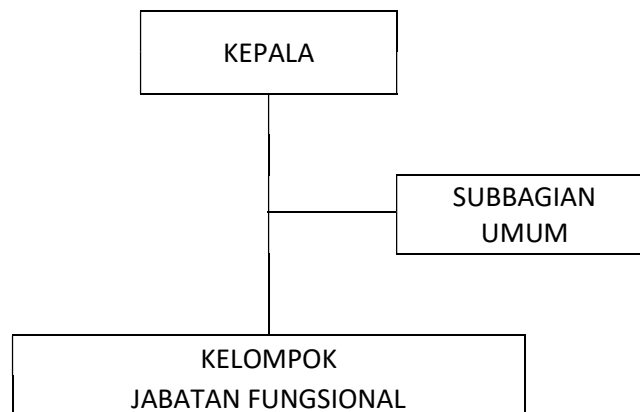 KEPALA
SUBBAGIAN
UMUM
KELOMPOK
JABATAN FUNGSIONAL